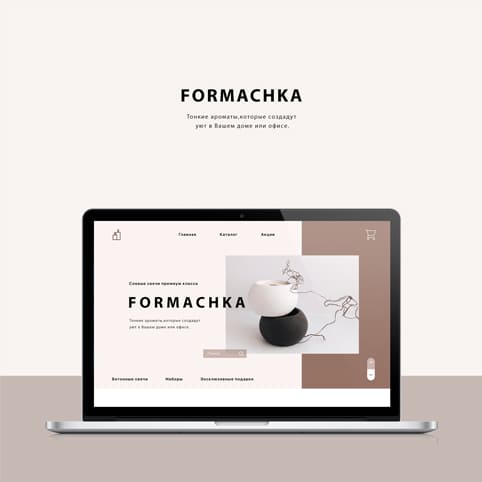 FORMACHKA
Тонкие ароматы,которые создадут
уют в Вашем доме или офисе.
Главная Каталог Акции
Соевые свечи премиум класса
FORMACHKA
Тонкие ароматы,которые создадут
уют в Вашем доме или офисе.
Поиск
Бетонные свечи Наборы Эксклюзивные подарки